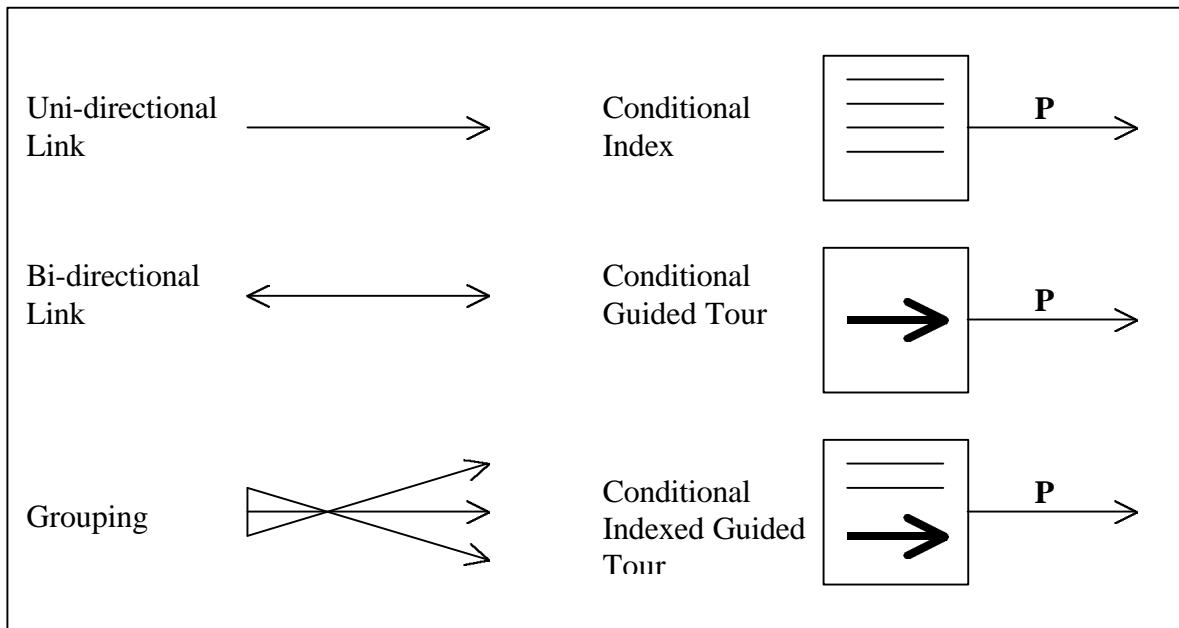 Uni-directional
Link
Conditional
Index
P
Bi-directional
Link
Conditional
Guided Tour
P
Grouping
Conditional
Indexed Guided
Tour
P